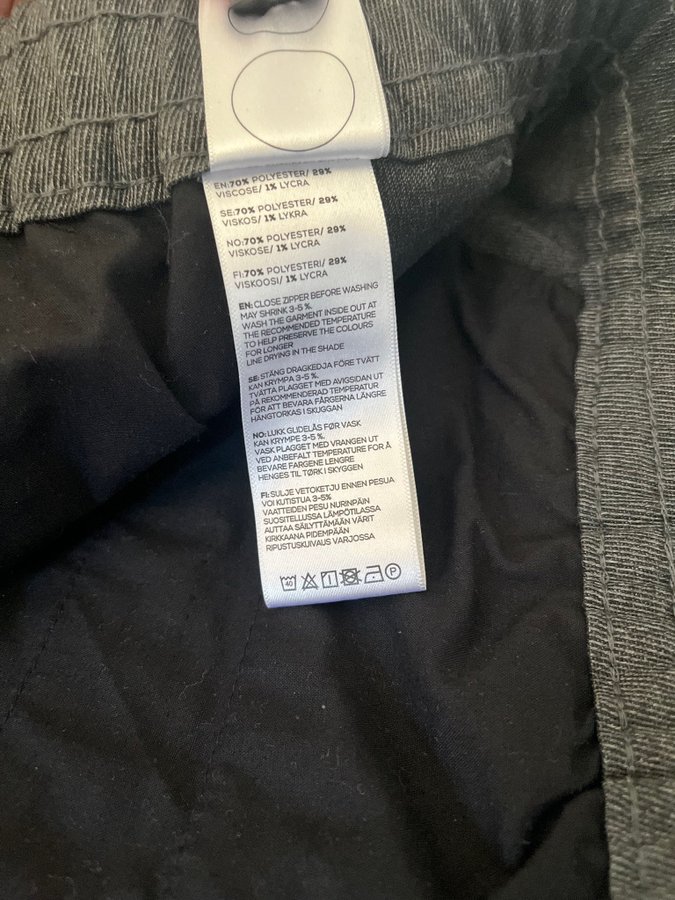 EN:70% POLYESTER/ 29%
VISCOSE/ 1% LYCRA
SE:70% POLYESTER/ 29%
VISKOS/ 1% LYKRA
NO:70% POLYESTER/ 29%
VISKOSE/ 1% LYCRA
FI:70% POLYESTERI/ 29%
VISKOOSI/ 1% LYCRA
EN: CLOSE ZIPPER BEFORE WASHING
MAY SHRINK 3-5 %.
WASH THE GARMENT INSIDE OUT AT
THE RECOMMENDED TEMPERATURE
TO HELP PRESERVE THE COLOURS
FOR LONGER
LINE DRYING IN THE SHADE
SE: STÄNG DRAGKEDJA FÖRE TVÄTT
KAN KRYMPA 3-5 %.
TVÄTTA PLAGGET MED AVIGSIDAN UT
PÅ REKOMMENDERAD TEMPERATUR
FÖR ATT BEVARA FÄRGERNA LÄNGRE
HÄNGTORKAS I SKUGGAN
NO: LUKK GLIDELÅS FØR VASK
KAN KRYMPE 3-5 %.
VASK PLAGGET MED VRANGEN UT
VED ANBEFALT TEMPERATUR FOR Å
BEVARE FARGENE LENGRE
HENGES TIL TØRK I SKYGGEN
FI: SULJE VETOKETJU ENNEN PESUA
VOI KUTISTUA 3-5%
VAATTEIDEN PESU NURINPÄIN
SUOSITELLUSSA LÄMPÖTILASSA
AUTTAA SÄILYTTÄMÄÄN VÄRIT
KIRKKAANA PIDEMPÄÄN
RIPUSTUSKUIVAUS VARJOSSA
40 P